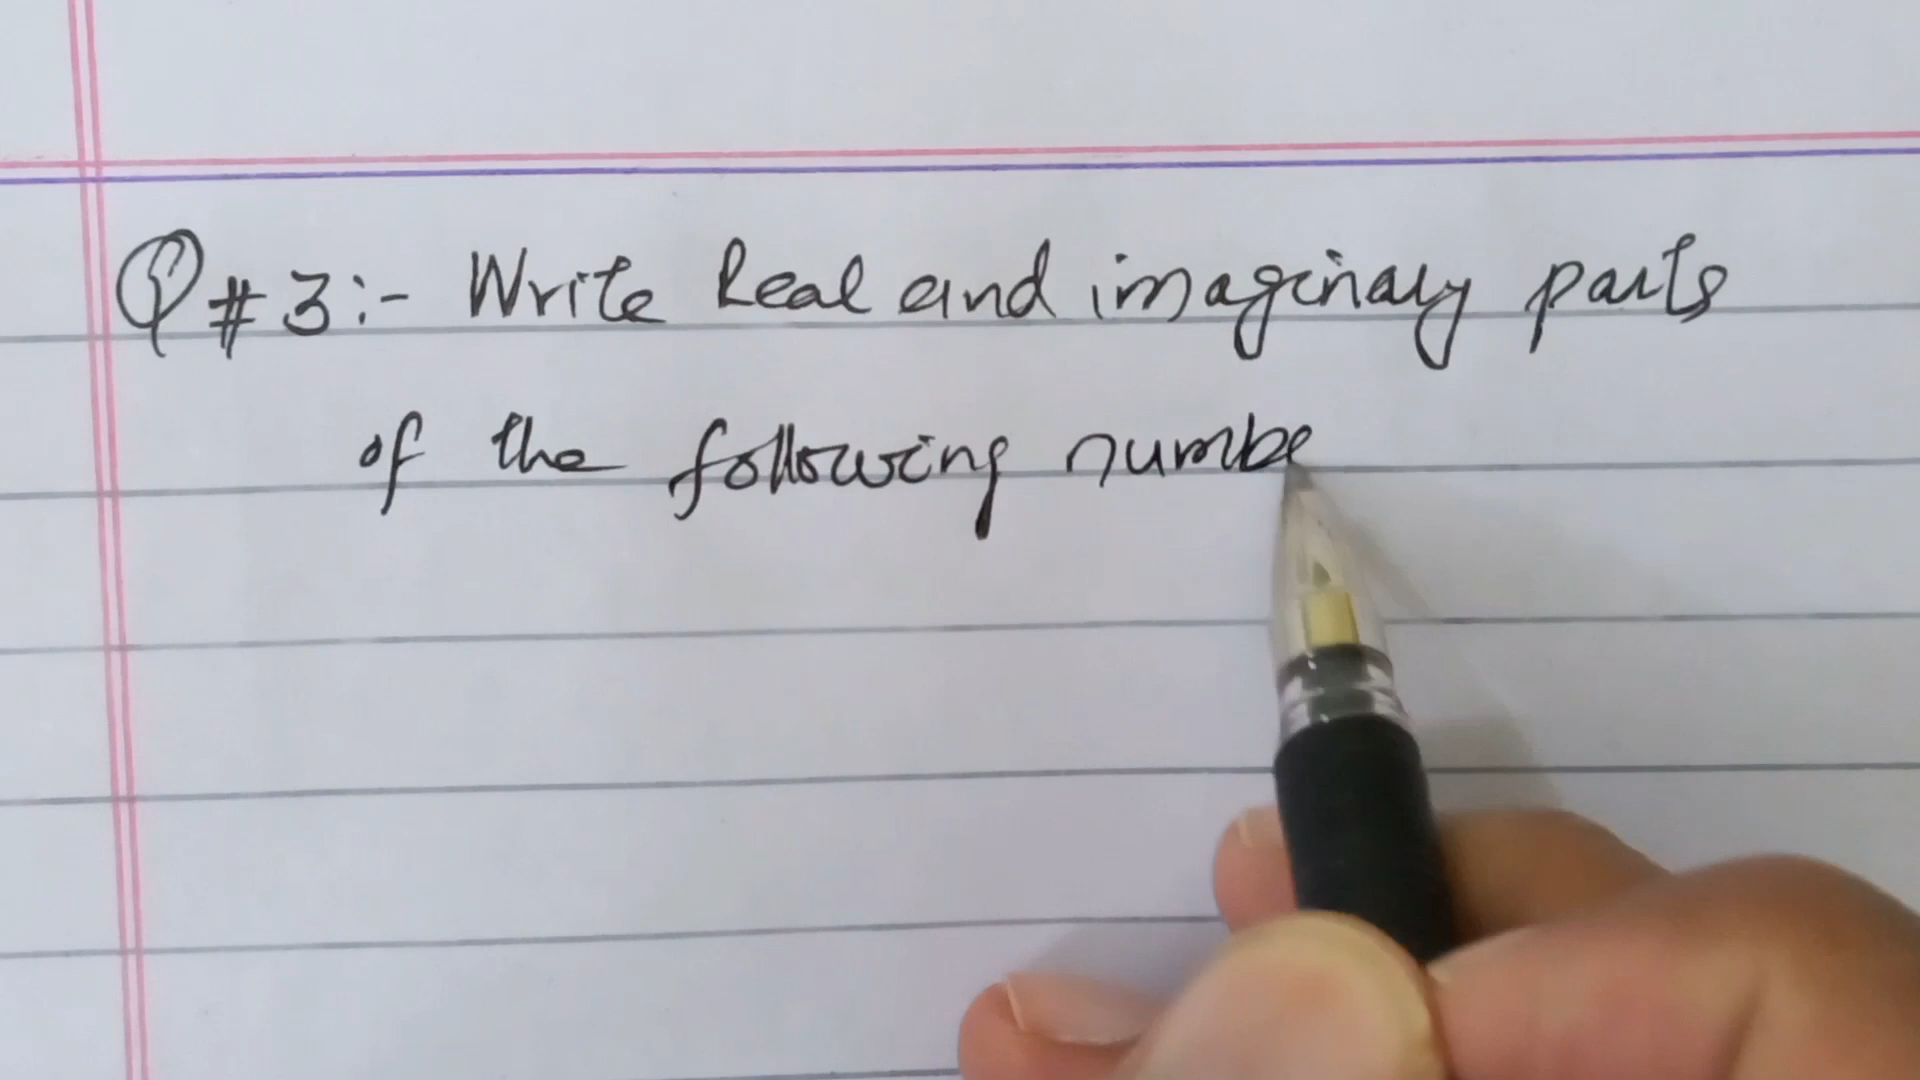 Q#3:- Write Real and imaginary parts
of the following numbe